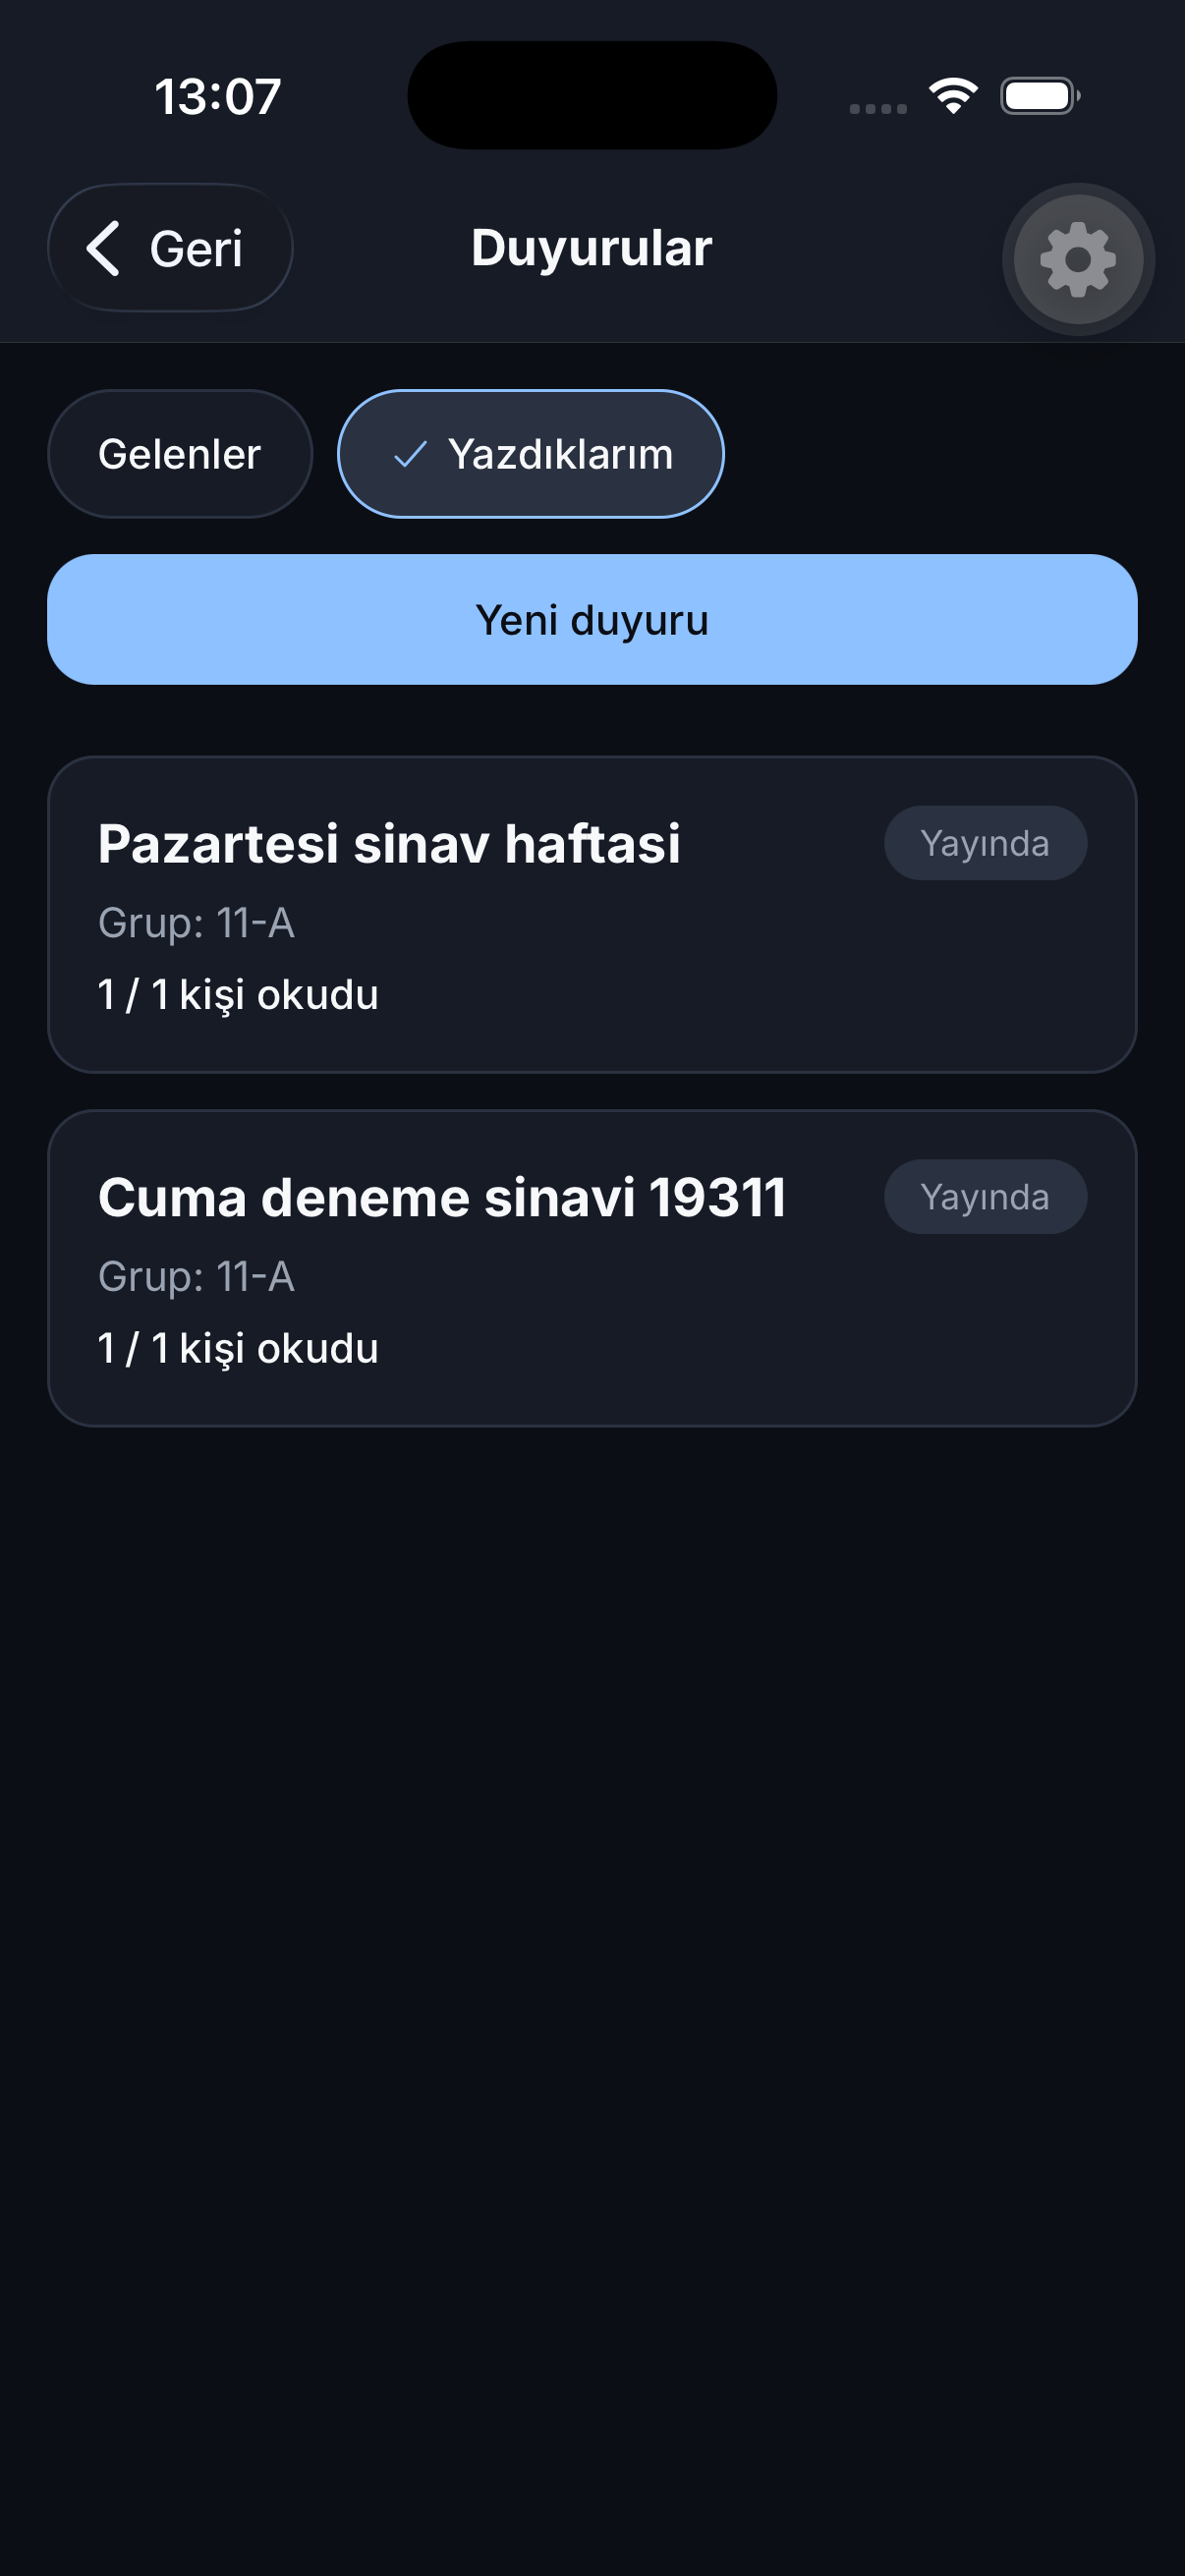 13:07
Geri
Duyurular
Gelenler
Yazdıklarım
Yeni duyuru
Pazartesi sinav haftasi
Yayında
Grup: 11-A
1 / 1 kişi okudu
Cuma deneme sinavi 19311
Yayında
Grup: 11-A
1 / 1 kişi okudu